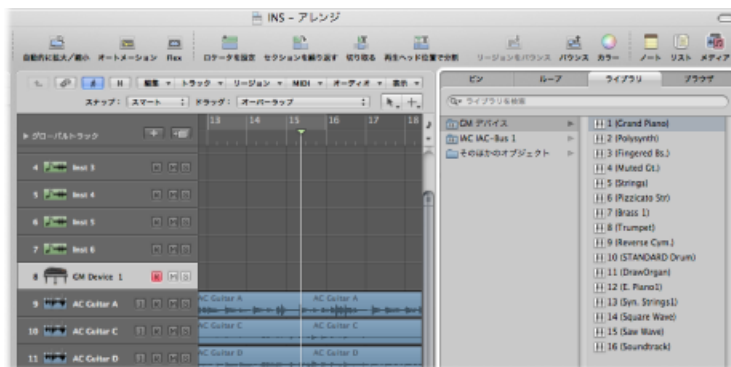 INS - アレンジ
自動的に拡大/縮小 オートメーション Flex ロケータを設定 セクションを繰り返す 切り取る 再生ヘッド位置で分割 リージョンをバウンス バウンス カラー ノート リスト メディア
編集 トラック リージョン MIDI オーディオ 表示
ビン ループ ライブラリ ブラウザ
ステップ： スマート ドラッグ： オーバーラップ
ライブラリを検索
グローバルトラック
13 14 15 16 17 18
GM デバイス
IAC IAC-Bus 1
そのほかのオブジェクト
1 (Grand Piano)
2 (Polysynth)
3 (Fingered Bs.)
4 (Muted Gt.)
5 (Strings)
6 (Pizzicato Str)
7 (Brass 1)
8 (Trumpet)
9 (Reverse Cym.)
10 (STANDARD Drum)
11 (DrawOrgan)
12 (E. Piano1)
13 (Syn. Strings1)
14 (Square Wave)
15 (Saw Wave)
16 (Soundtrack)
4 Inst 3 M S
5 Inst 4 M S
6 Inst 5 M S
7 Inst 6 M S
8 GM Device 1 R M S
9 AC Guitar A M S
AC Guitar A AC Guitar A
10 AC Guitar C M S
AC Guitar C AC Guitar C
11 AC Guitar D M S
AC Guitar D AC Guitar D